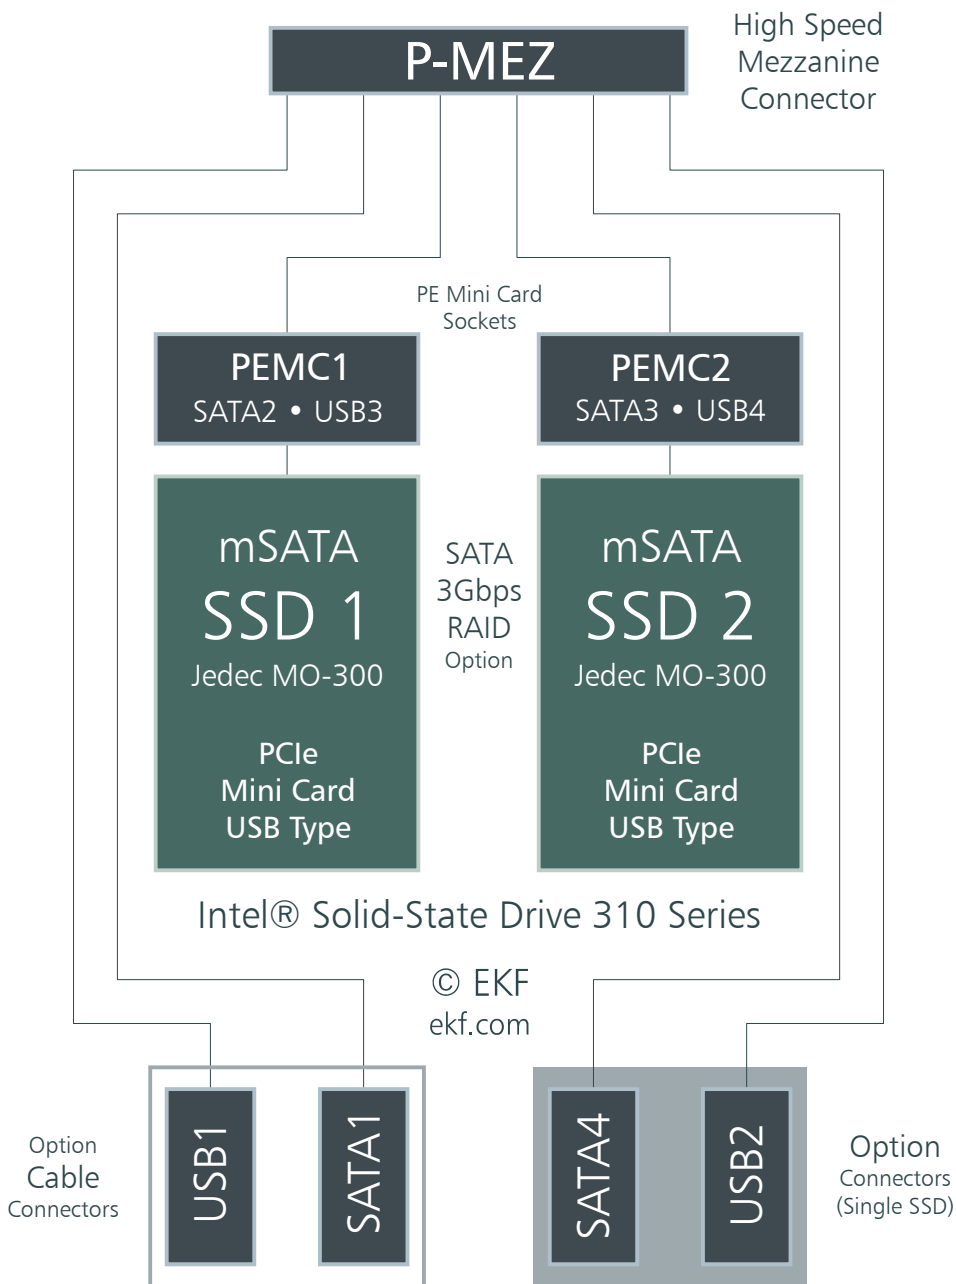 P-MEZ
High Speed
Mezzanine
Connector
PE Mini Card
Sockets
PEMC1
SATA2 • USB3
PEMC2
SATA3 • USB4
mSATA
SSD 1
Jedec MO-300
PCIe
Mini Card
USB Type
SATA
3Gbps
RAID
Option
mSATA
SSD 2
Jedec MO-300
PCIe
Mini Card
USB Type
Intel® Solid-State Drive 310 Series
© EKF
ekf.com
Option
Cable
Connectors
USB1
SATA1
SATA4
USB2
Option
Connectors
(Single SSD)